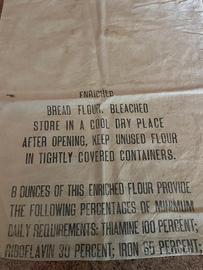 ENRICHED
BREAD FLOUR. BLEACHED
STORE IN A COOL DRY PLACE
AFTER OPENING, KEEP UNUSED FLOUR
IN TIGHTLY COVERED CONTAINERS.
8 OUNCES OF THIS ENRICHED FLOUR PROVIDE
THE FOLLOWING PERCENTAGES OF MINIMUM
DAILY REQUIREMENTS: THIAMINE 100 PERCENT;
RIBOFLAVIN 90 PERCENT; IRON 65 PERCENT;